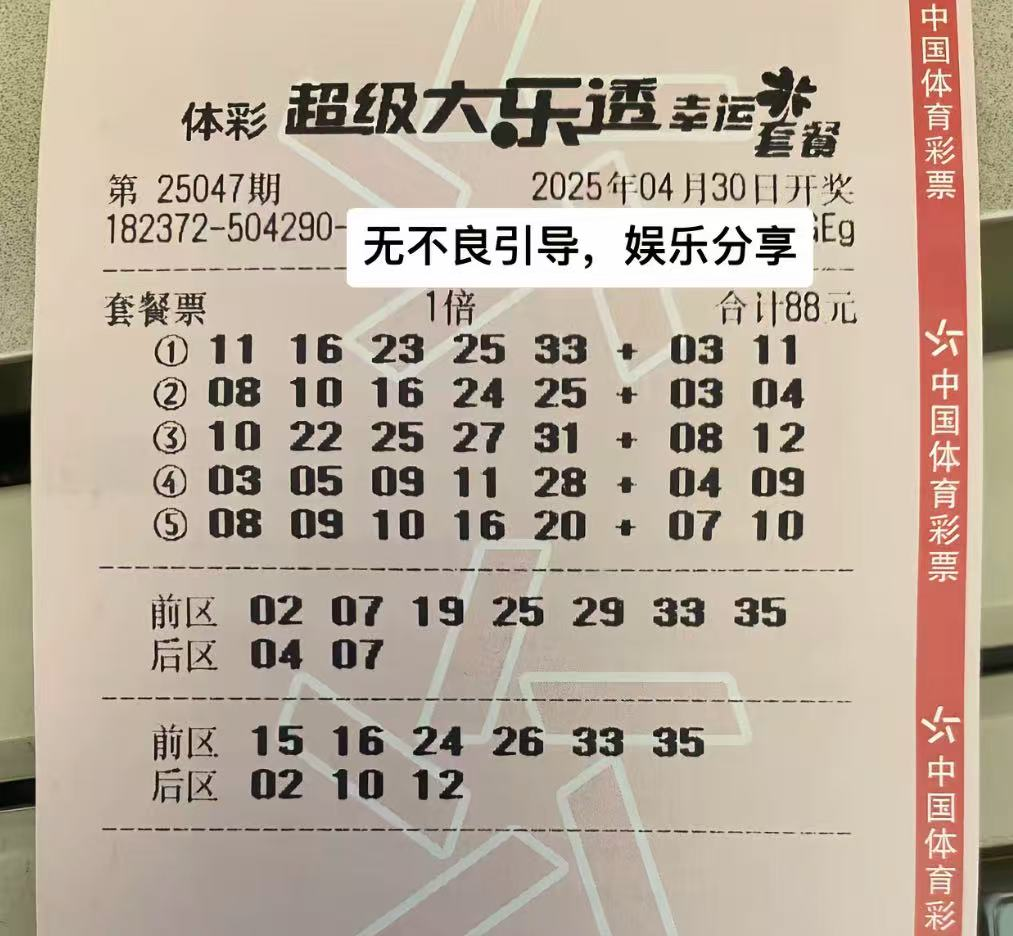 体彩 超级大乐透 幸运套餐
第 25047期 2025年04月30日开奖
182372-504290- GEg
无不良引导，娱乐分享
套餐票 1倍 合计88元
① 11 16 23 25 33 + 03 11
② 08 10 16 24 25 + 03 04
③ 10 22 25 27 31 + 08 12
④ 03 05 09 11 28 + 04 09
⑤ 08 09 10 16 20 + 07 10
前区 02 07 19 25 29 33 35
后区 04 07
前区 15 16 24 26 33 35
后区 02 10 12
中国体育彩票
中国体育彩票
中国体育彩